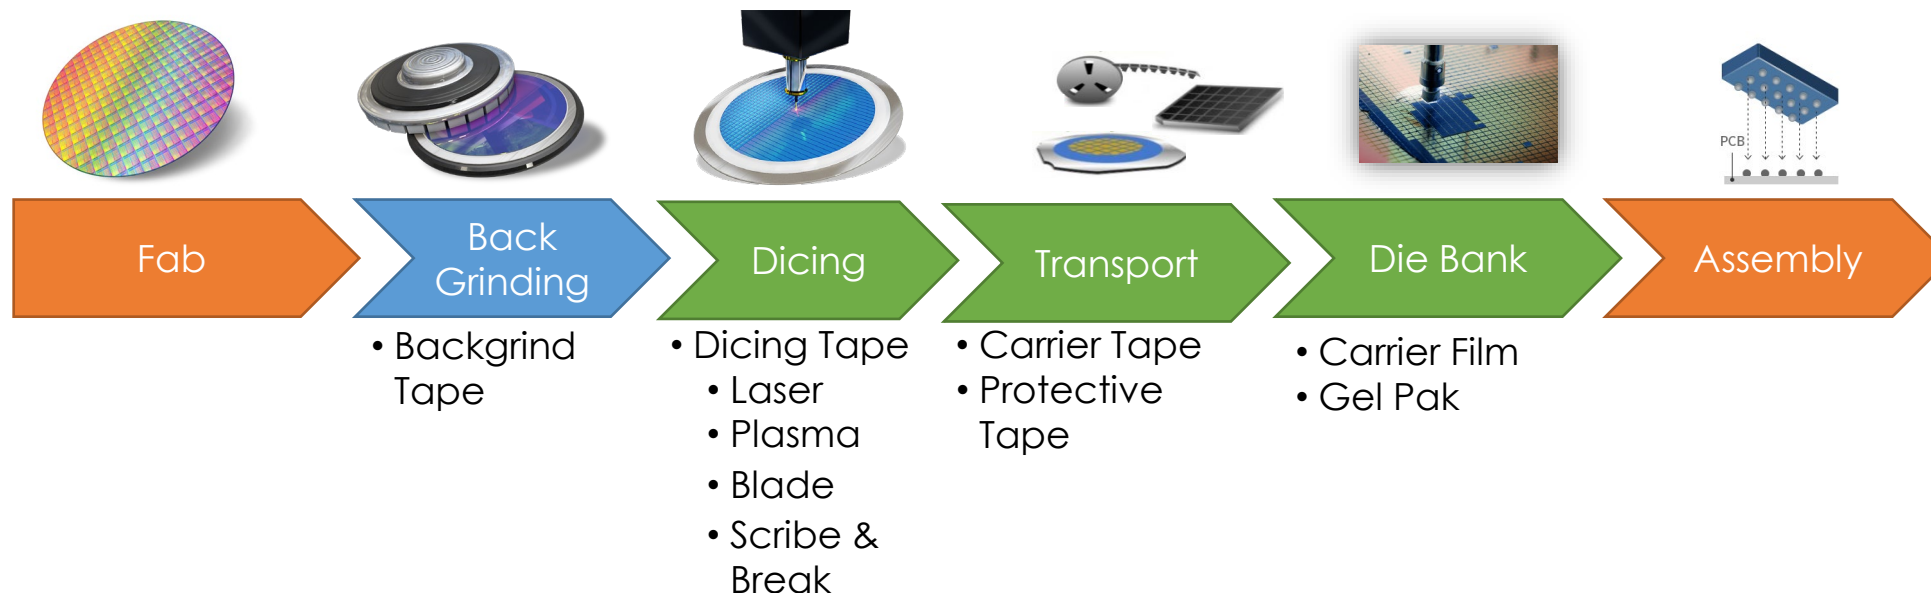 PCB
Fab
Back
Grinding
Dicing
Transport
Die Bank
Assembly
• Backgrind
Tape
• Dicing Tape
• Laser
• Plasma
• Blade
• Scribe &
Break
• Carrier Tape
• Protective
Tape
• Carrier Film
• Gel Pak